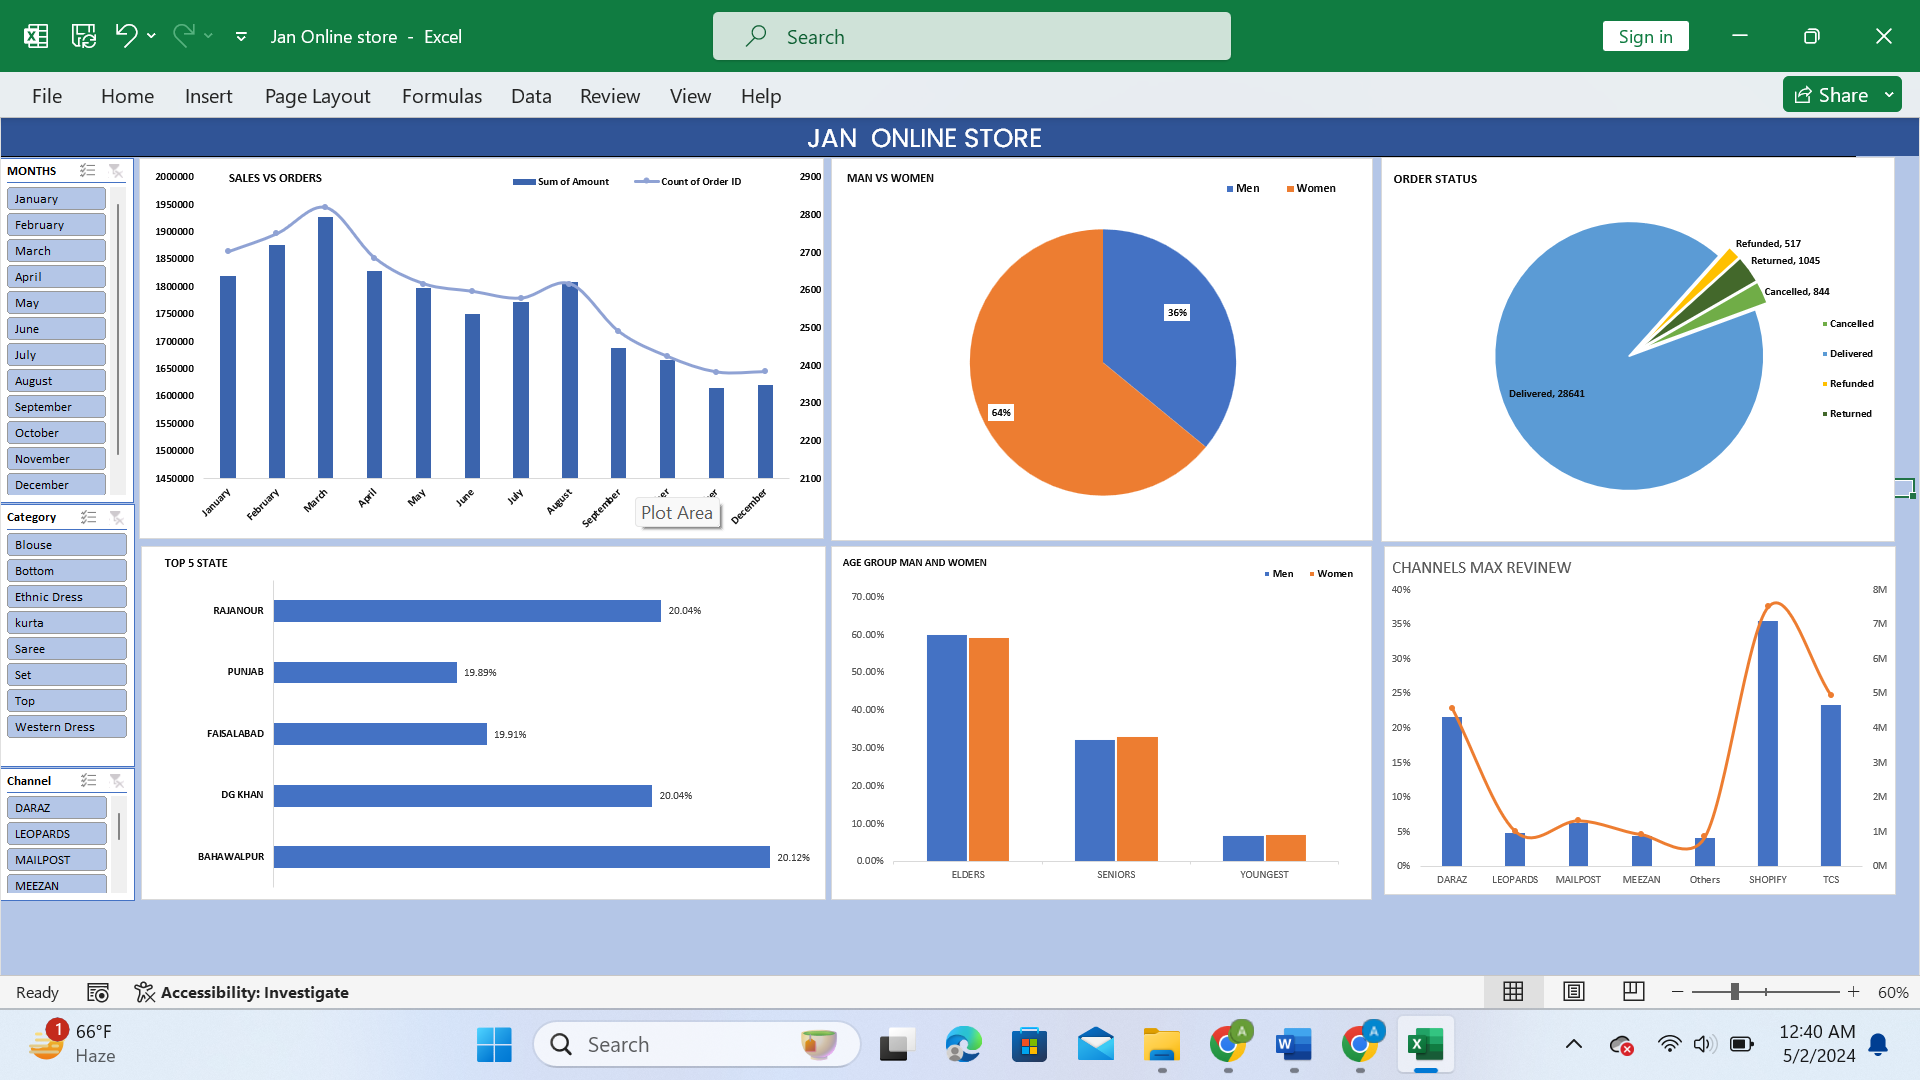 Jan Online store - Excel
Search
Sign in
File Home Insert Page Layout Formulas Data Review View Help
Share
JAN ONLINE STORE
MONTHS
January
February
March
April
May
June
July
August
September
October
November
December
Category
Blouse
Bottom
Ethnic Dress
kurta
Saree
Set
Top
Western Dress
Channel
DARAZ
LEOPARDS
MAILPOST
MEEZAN
SALES VS ORDERS
Sum of Amount
Count of Order ID
2000000
1950000
1900000
1850000
1800000
1750000
1700000
1650000
1600000
1550000
1500000
1450000
2900
2800
2700
2600
2500
2400
2300
2200
2100
January
February
March
April
May
June
July
August
September
December
Plot Area
MAN VS WOMEN
Men
Women
36%
64%
ORDER STATUS
Refunded, 517
Returned, 1045
Cancelled, 844
Delivered, 28641
Cancelled
Delivered
Refunded
Returned
TOP 5 STATE
RAJANOUR 20.04%
PUNJAB 19.89%
FAISALABAD 19.91%
DG KHAN 20.04%
BAHAWALPUR 20.12%
AGE GROUP MAN AND WOMEN
Men
Women
70.00%
60.00%
50.00%
40.00%
30.00%
20.00%
10.00%
0.00%
ELDERS
SENIORS
YOUNGEST
CHANNELS MAX REVINEW
40%
35%
30%
25%
20%
15%
10%
5%
0%
8M
7M
6M
5M
4M
3M
2M
1M
0M
DARAZ
LEOPARDS
MAILPOST
MEEZAN
Others
SHOPIFY
TCS
Ready
Accessibility: Investigate
60%
1
66°F
Haze
Search
A
A
12:40 AM
5/2/2024